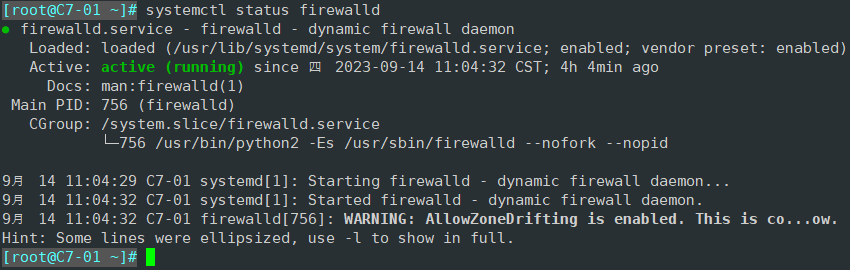 [root@C7-01 ~]# systemctl status firewalld
● firewalld.service - firewalld - dynamic firewall daemon
   Loaded: loaded (/usr/lib/systemd/system/firewalld.service; enabled; vendor preset: enabled)
   Active: active (running) since 四 2023-09-14 11:04:32 CST; 4h 4min ago
     Docs: man:firewalld(1)
 Main PID: 756 (firewalld)
   CGroup: /system.slice/firewalld.service
           └─756 /usr/bin/python2 -Es /usr/sbin/firewalld --nofork --nopid

9月  14 11:04:29 C7-01 systemd[1]: Starting firewalld - dynamic firewall daemon...
9月  14 11:04:32 C7-01 systemd[1]: Started firewalld - dynamic firewall daemon.
9月  14 11:04:32 C7-01 firewalld[756]: WARNING: AllowZoneDrifting is enabled. This is co...ow.
Hint: Some lines were ellipsized, use -l to show in full.
[root@C7-01 ~]#